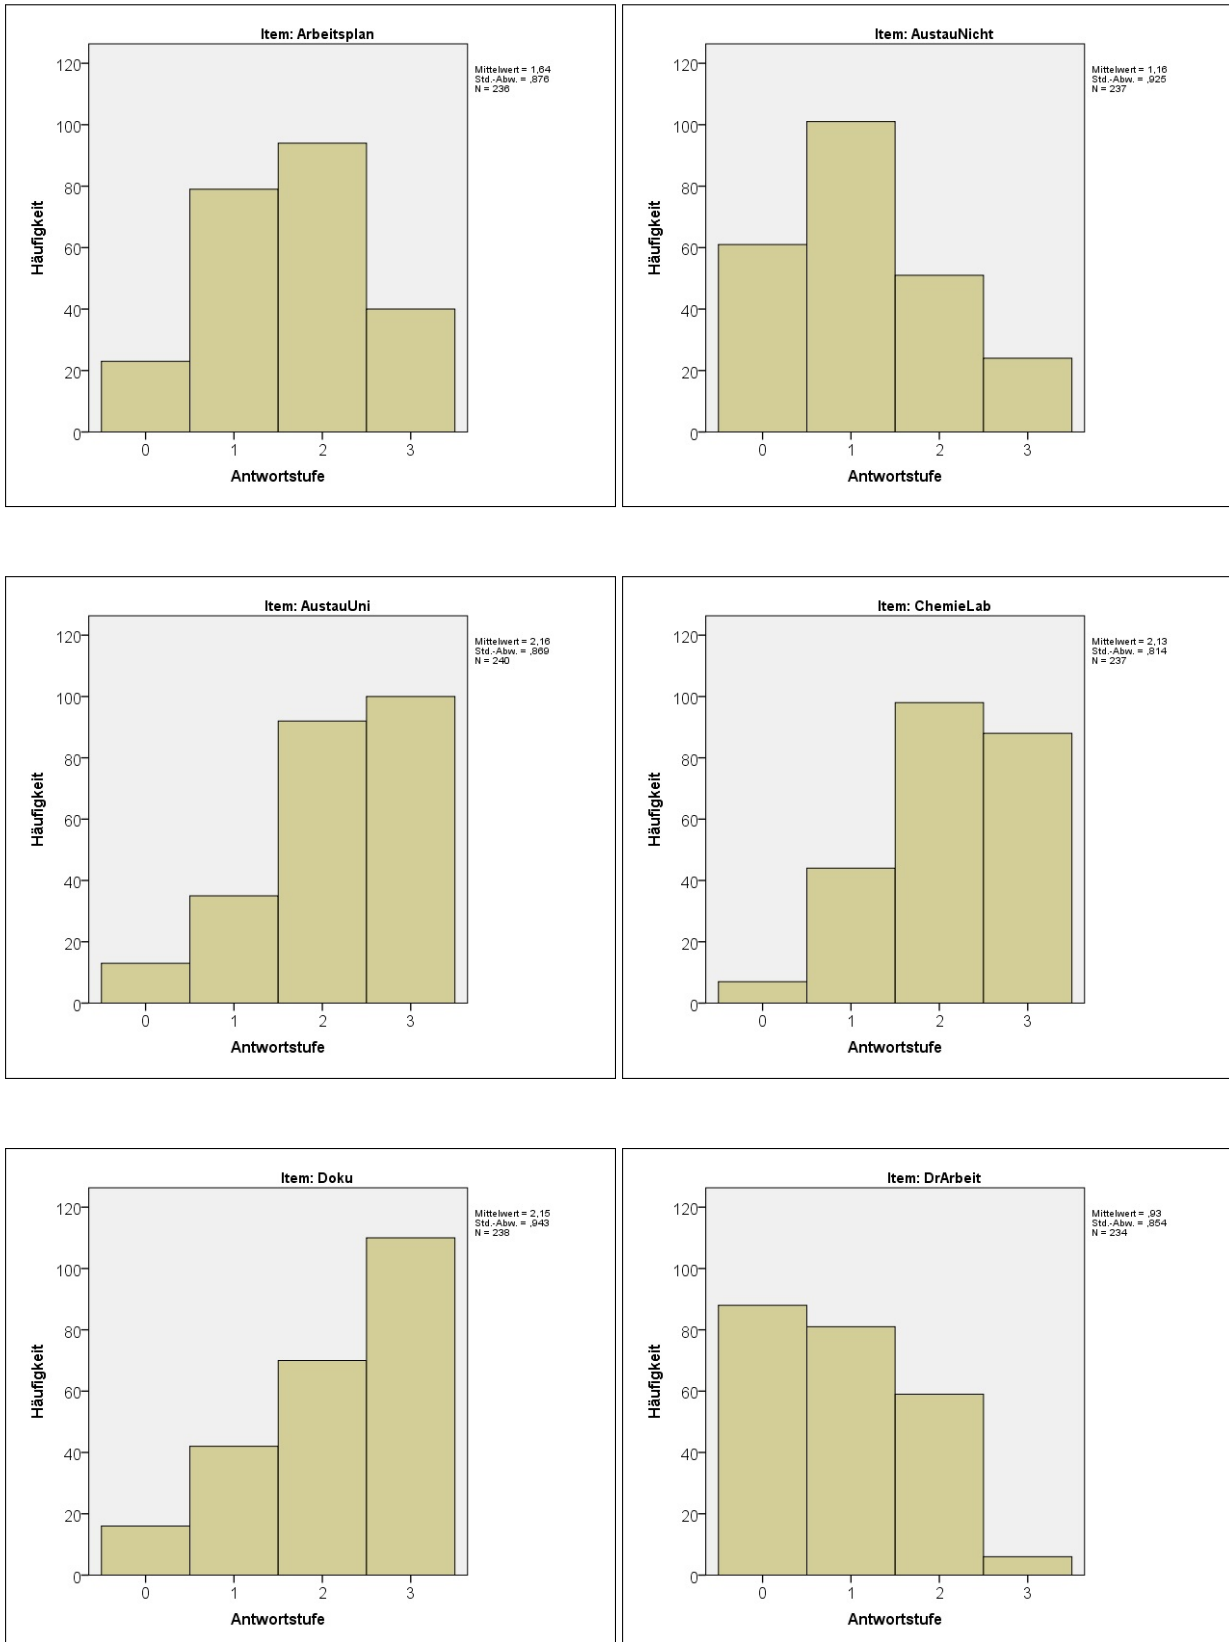 Item: Arbeitsplan
Mittelwert = 1,64
Std.-Abw. = ,876
N = 236
Häufigkeit
120
100
80
60
40
20
0
0 1 2 3
Antwortstufe
Item: AustauNicht
Mittelwert = 1,16
Std.-Abw. = ,925
N = 237
Häufigkeit
120
100
80
60
40
20
0
0 1 2 3
Antwortstufe
Item: AustauUni
Mittelwert = 2,16
Std.-Abw. = ,869
N = 240
Häufigkeit
120
100
80
60
40
20
0
0 1 2 3
Antwortstufe
Item: ChemieLab
Mittelwert = 2,13
Std.-Abw. = ,814
N = 237
Häufigkeit
120
100
80
60
40
20
0
0 1 2 3
Antwortstufe
Item: Doku
Mittelwert = 2,15
Std.-Abw. = ,943
N = 238
Häufigkeit
120
100
80
60
40
20
0
0 1 2 3
Antwortstufe
Item: DrArbeit
Mittelwert = ,93
Std.-Abw. = ,854
N = 234
Häufigkeit
120
100
80
60
40
20
0
0 1 2 3
Antwortstufe